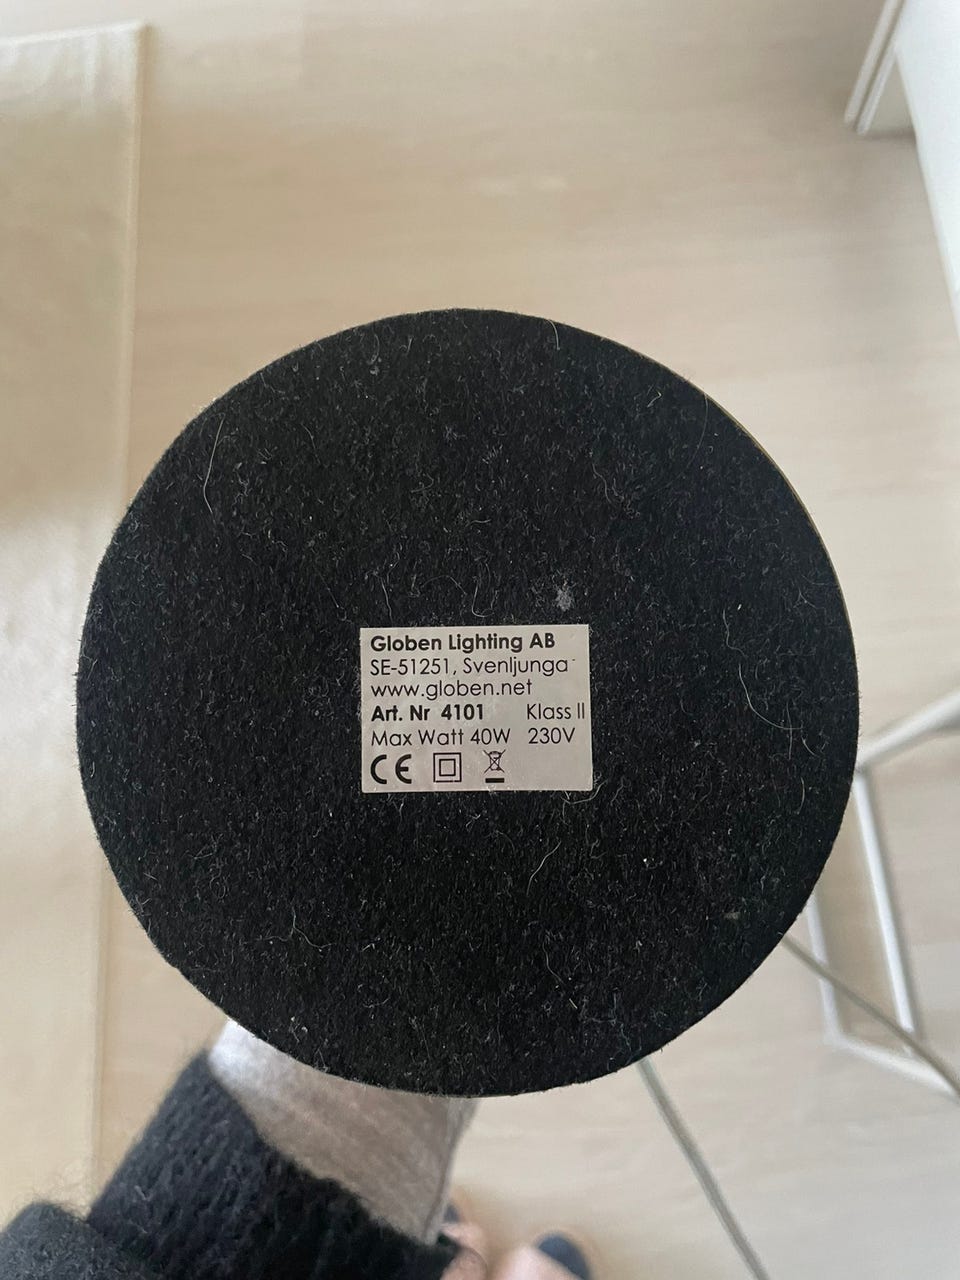 Globen Lighting AB
SE-51251, Svenljunga
www.globen.net
Art. Nr 4101 Klass II
Max Watt 40W 230V
CE